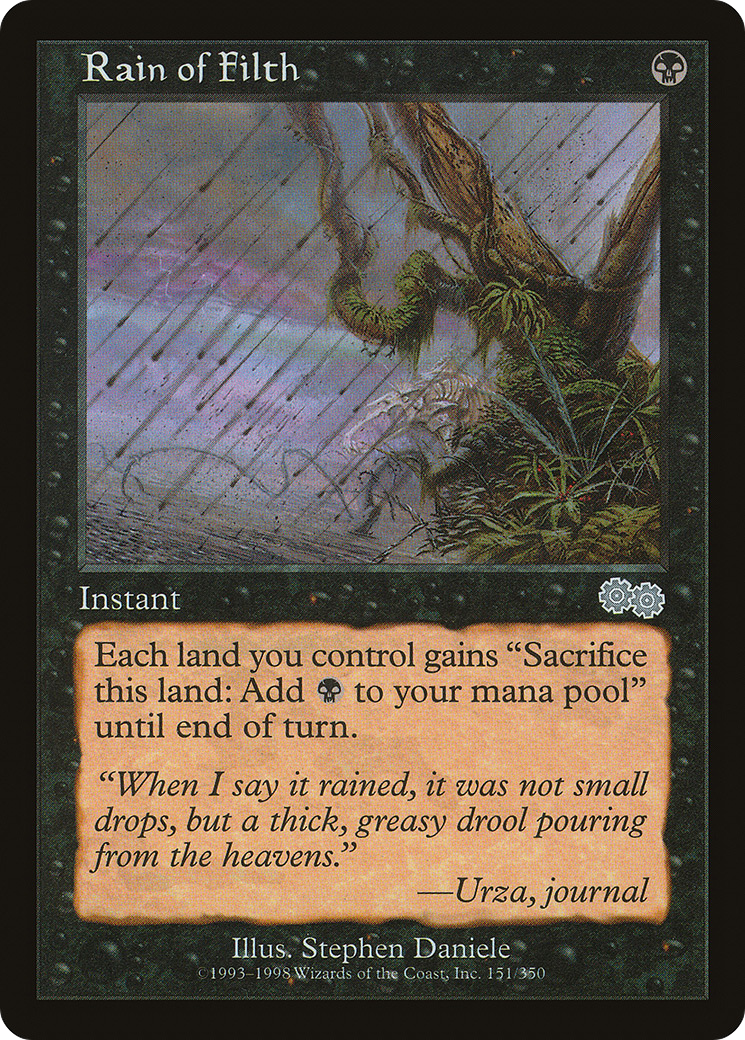 Rain of Filth
Instant
Each land you control gains “Sacrifice
this land: Add to your mana pool”
until end of turn.
“When I say it rained, it was not small
drops, but a thick, greasy drool pouring
from the heavens.”
—Urza, journal
Illus. Stephen Daniele
©1993–1998 Wizards of the Coast, Inc. 151/350